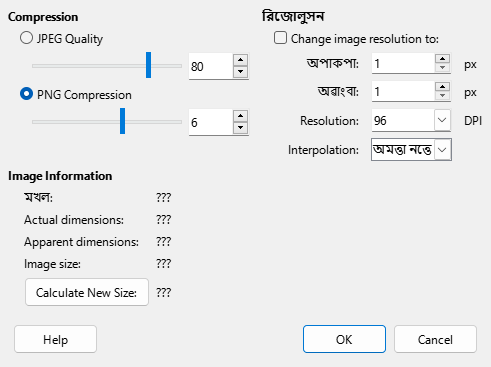 Compression
JPEG Quality
80
PNG Compression
6
Image Information
মখল:
???
Actual dimensions:
???
Apparent dimensions:
???
Image size:
???
Calculate New Size:
???
রিজোলুসন
Change image resolution to:
অপাকপা:
1
px
অৱাংবা:
1
px
Resolution:
96
DPI
Interpolation:
অমত্তা নত্তে
Help
OK
Cancel